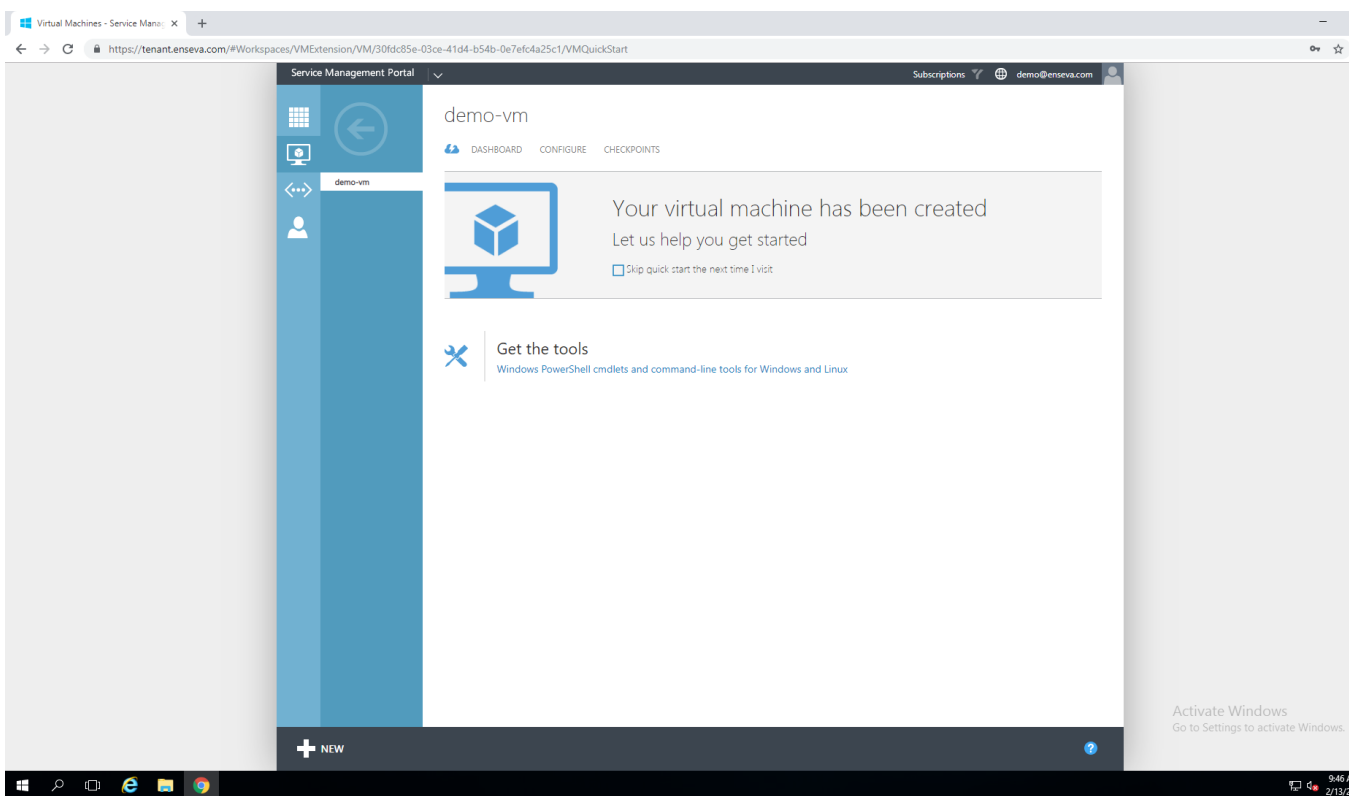 Virtual Machines - Service Manag
https://tenant.enseva.com/#Workspaces/VMExtension/VM/30fdc85e-03ce-41d4-b54b-0e7efc4a25c1/VMQuickStart
Service Management Portal
Subscriptions
demo@enseva.com
demo-vm
DASHBOARD CONFIGURE CHECKPOINTS
demo-vm
Your virtual machine has been created
Let us help you get started
Skip quick start the next time I visit
Get the tools
Windows PowerShell cmdlets and command-line tools for Windows and Linux
Activate Windows
Go to Settings to activate Windows.
NEW
?
9:46
2/13/2